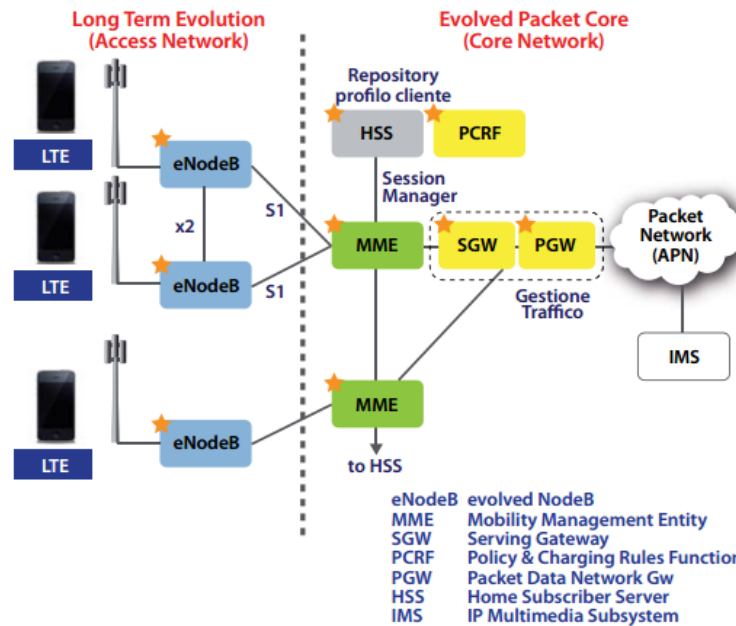 Long Term Evolution
(Access Network)
Evolved Packet Core
(Core Network)
Repository
profilo cliente
HSS
PCRF
LTE
eNodeB
Session
Manager
S1
x2
MME
SGW
PGW
Packet
Network
(APN)
LTE
eNodeB
S1
Gestione
Traffico
IMS
MME
LTE
eNodeB
to HSS
eNodeB evolved NodeB
MME Mobility Management Entity
SGW Serving Gateway
PCRF Policy & Charging Rules Function
PGW Packet Data Network Gw
HSS Home Subscriber Server
IMS IP Multimedia Subsystem